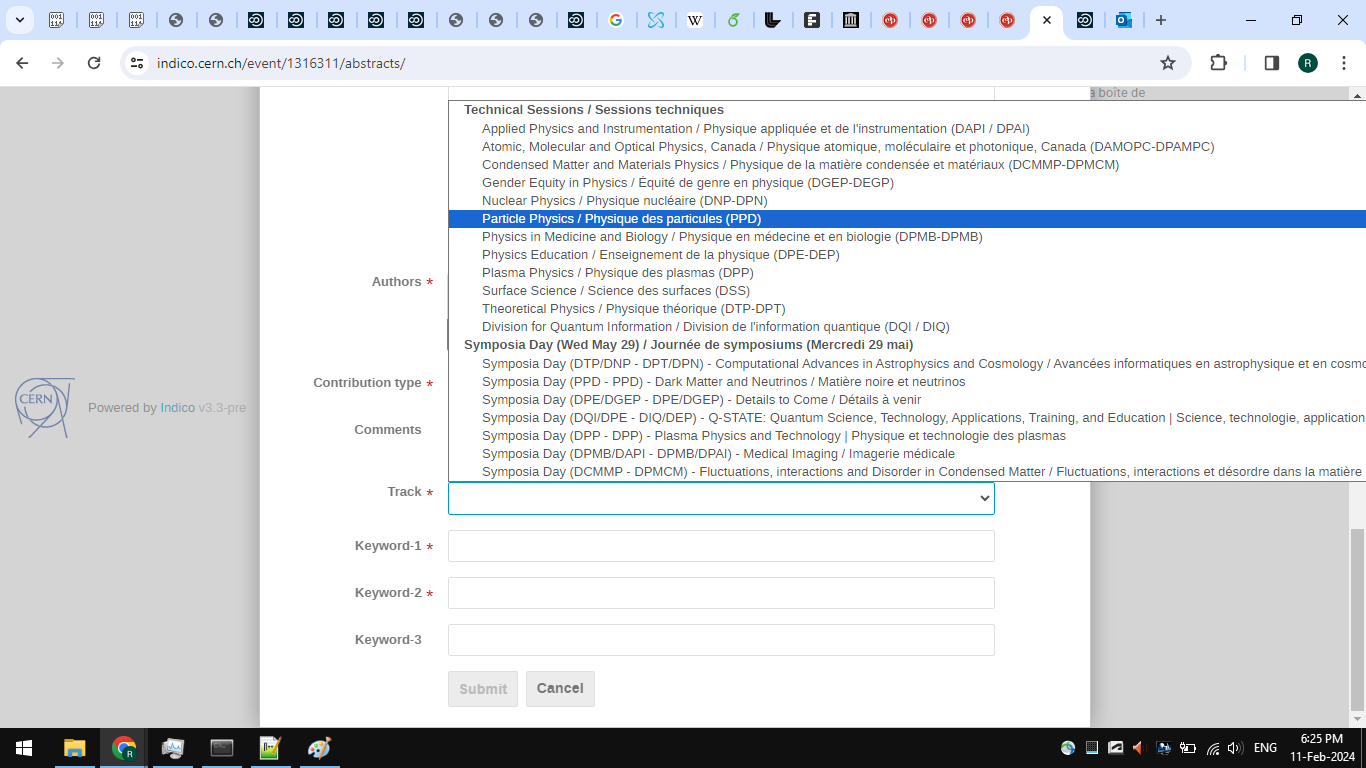 indico.cern.ch/event/1316311/abstracts/
R
a boîte de
Technical Sessions / Sessions techniques
Applied Physics and Instrumentation / Physique appliquée et de l'instrumentation (DAPI / DPAI)
Atomic, Molecular and Optical Physics, Canada / Physique atomique, moléculaire et photonique, Canada (DAMOPC-DPAMPC)
Condensed Matter and Materials Physics / Physique de la matière condensée et matériaux (DCMMP-DPMCM)
Gender Equity in Physics / Équité de genre en physique (DGEP-DEGP)
Nuclear Physics / Physique nucléaire (DNP-DPN)
Particle Physics / Physique des particules (PPD)
Physics in Medicine and Biology / Physique en médecine et en biologie (DPMB-DPMB)
Physics Education / Enseignement de la physique (DPE-DEP)
Plasma Physics / Physique des plasmas (DPP)
Surface Science / Science des surfaces (DSS)
Theoretical Physics / Physique théorique (DTP-DPT)
Division for Quantum Information / Division de l'information quantique (DQI / DIQ)
Symposia Day (Wed May 29) / Journée de symposiums (Mercredi 29 mai)
Symposia Day (DTP/DNP - DPT/DPN) - Computational Advances in Astrophysics and Cosmology / Avancées informatiques en astrophysique et en cosmo
Symposia Day (PPD - PPD) - Dark Matter and Neutrinos / Matière noire et neutrinos
Symposia Day (DPE/DGEP - DPE/DGEP) - Details to Come / Détails à venir
Symposia Day (DQI/DPE - DIQ/DEP) - Q-STATE: Quantum Science, Technology, Applications, Training, and Education | Science, technologie, application
Symposia Day (DPP - DPP) - Plasma Physics and Technology | Physique et technologie des plasmas
Symposia Day (DPMB/DAPI - DPMB/DPAI) - Medical Imaging / Imagerie médicale
Symposia Day (DCMMP - DPMCM) - Fluctuations, interactions and Disorder in Condensed Matter / Fluctuations, interactions et désordre dans la matière
Authors *
Contribution type *
Comments
Track *
Keyword-1 *
Keyword-2 *
Keyword-3
Submit Cancel
CERN
Powered by Indico v3.3-pre
ENG
6:25 PM
11-Feb-2024